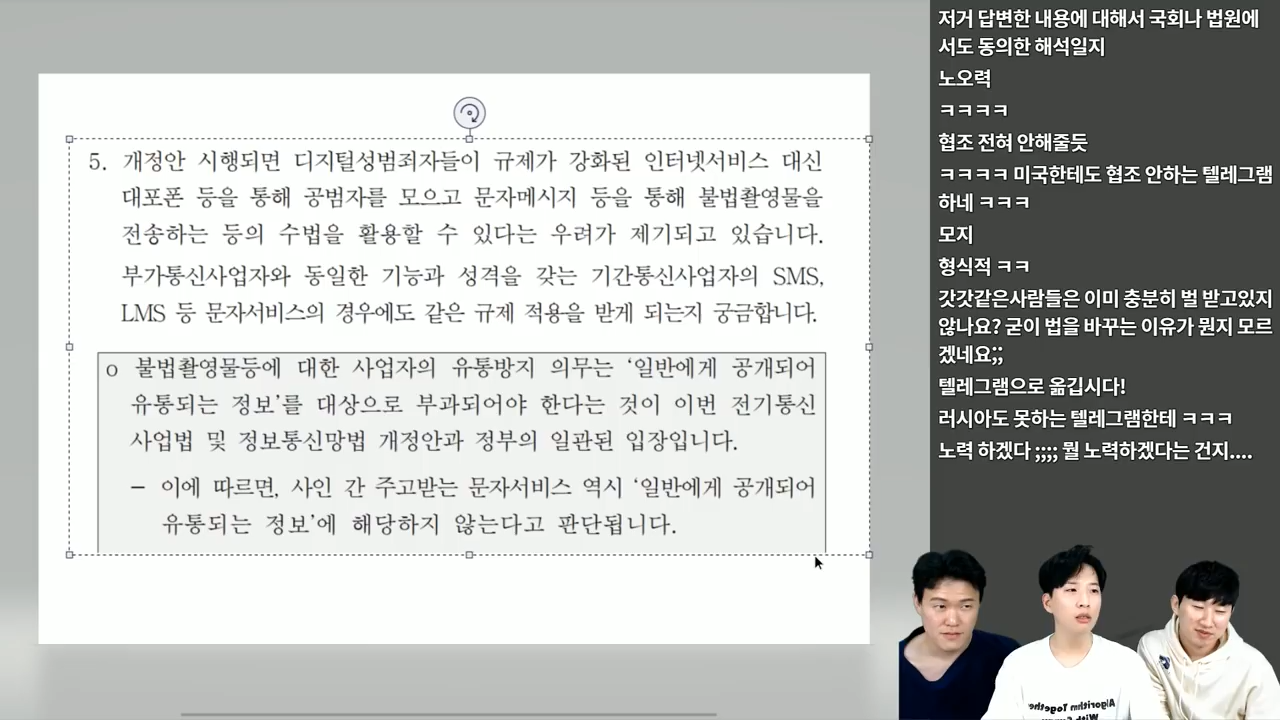 5. 개정안 시행되면 디지털성범죄자들이 규제가 강화된 인터넷서비스 대신
대포폰 등을 통해 공범자를 모으고 문자메시지 등을 통해 불법촬영물을
전송하는 등의 수법을 활용할 수 있다는 우려가 제기되고 있습니다.
부가통신사업자와 동일한 기능과 성격을 갖는 기간통신사업자의 SMS,
LMS 등 문자서비스의 경우에도 같은 규제 적용을 받게 되는지 궁금합니다.
o 불법촬영물등에 대한 사업자의 유통방지 의무는 ‘일반에게 공개되어
유통되는 정보’를 대상으로 부과되어야 한다는 것이 이번 전기통신
사업법 및 정보통신망법 개정안과 정부의 일관된 입장입니다.
- 이에 따르면, 사인 간 주고받는 문자서비스 역시 ‘일반에게 공개되어
유통되는 정보’에 해당하지 않는다고 판단됩니다.
저거 답변한 내용에 대해서 국회나 법원에
서도 동의한 해석일지
노오력
ㅋㅋㅋㅋ
협조 전혀 안해줄듯
ㅋㅋㅋㅋ 미국한테도 협조 안하는 텔레그램
하네 ㅋㅋㅋ
모지
형식적 ㅋㅋ
갓갓같은사람들은 이미 충분히 벌 받고있지
않나요? 굳이 법을 바꾸는 이유가 뭔지 모르
겠네요;;
텔레그램으로 옮깁시다!
러시아도 못하는 텔레그램한테 ㅋㅋㅋ
노력 하겠다 ;;;; 뭘 노력하겠다는 건지....
Algorithm Together